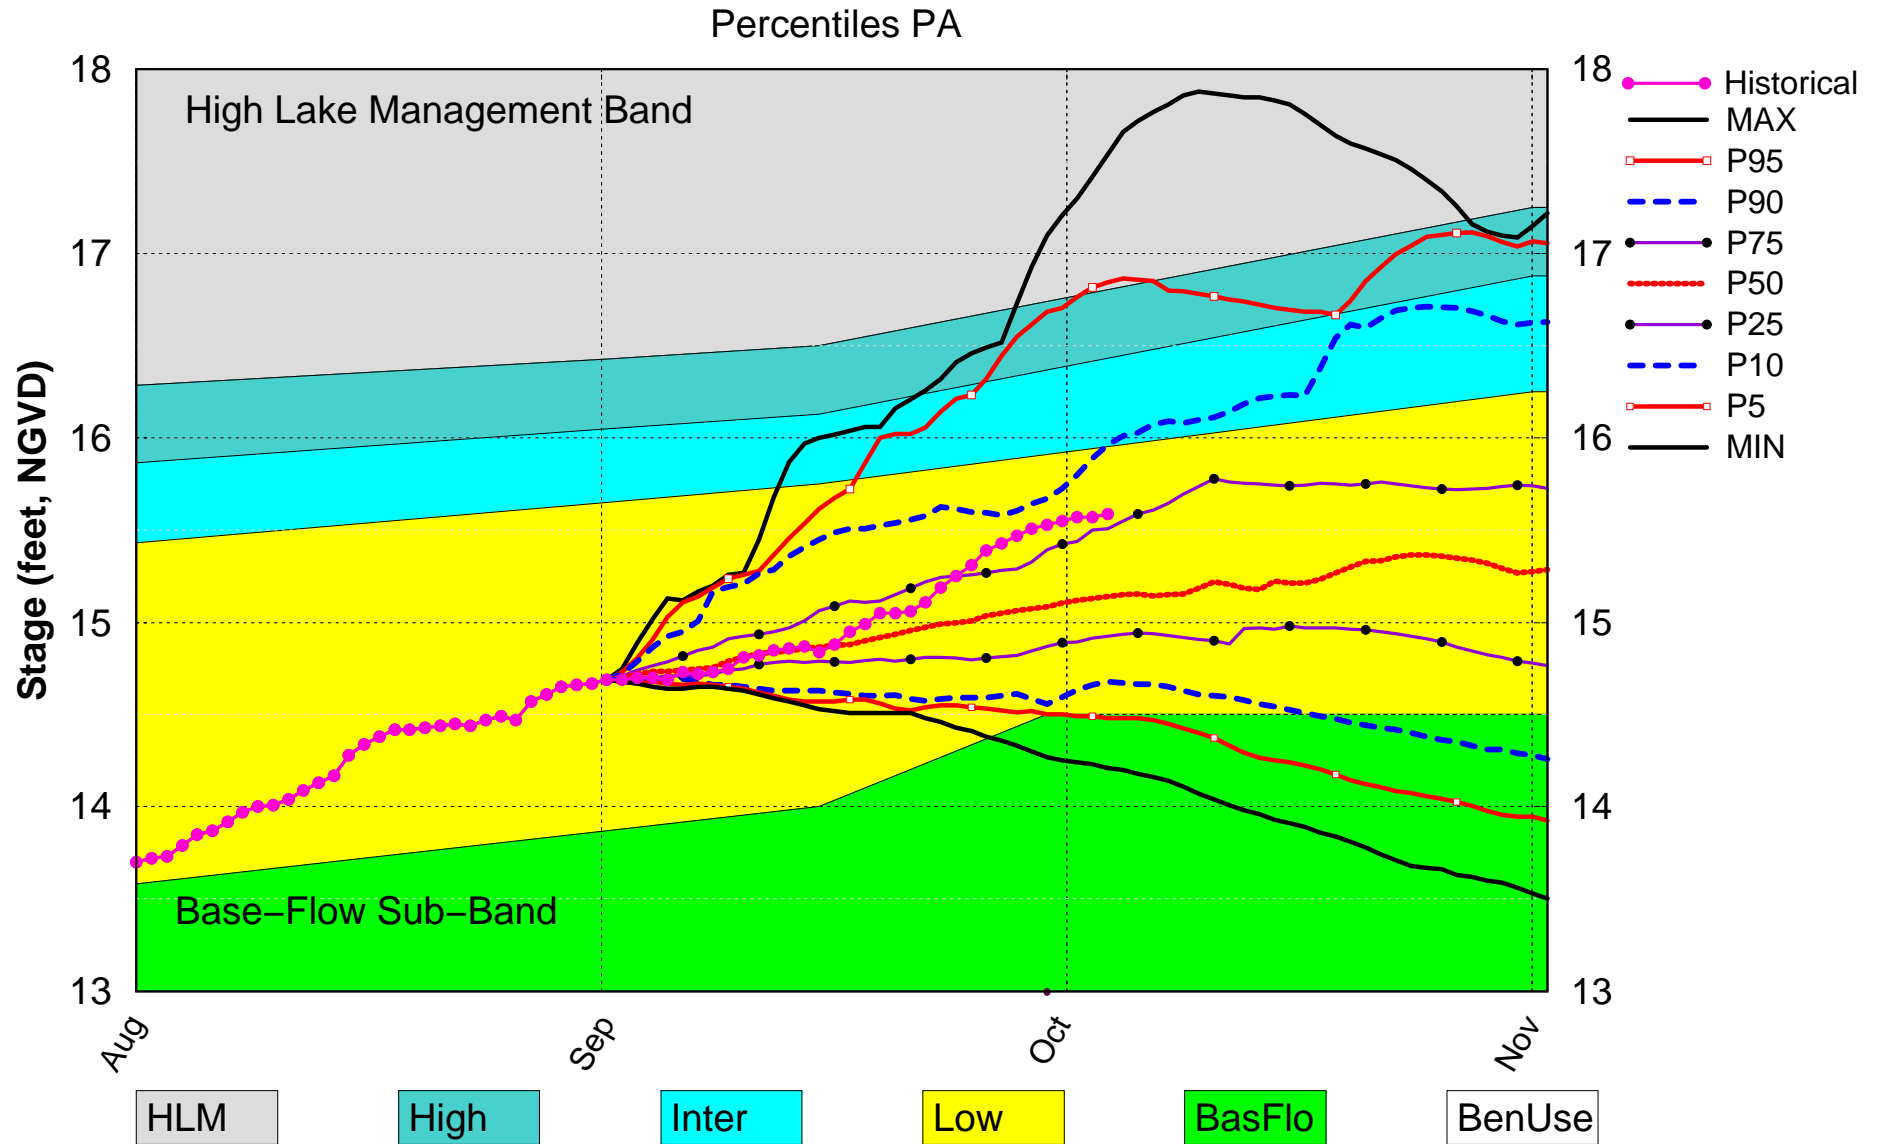 Percentiles PA
18
17
16
15
14
13
Stage (feet, NGVD)
High Lake Management Band
Base−Flow Sub−Band
18
17
16
15
14
13
Aug
Sep
Oct
Nov
Historical
MAX
P95
P90
P75
P50
P25
P10
P5
MIN
HLM
High
Inter
Low
BasFlo
BenUse